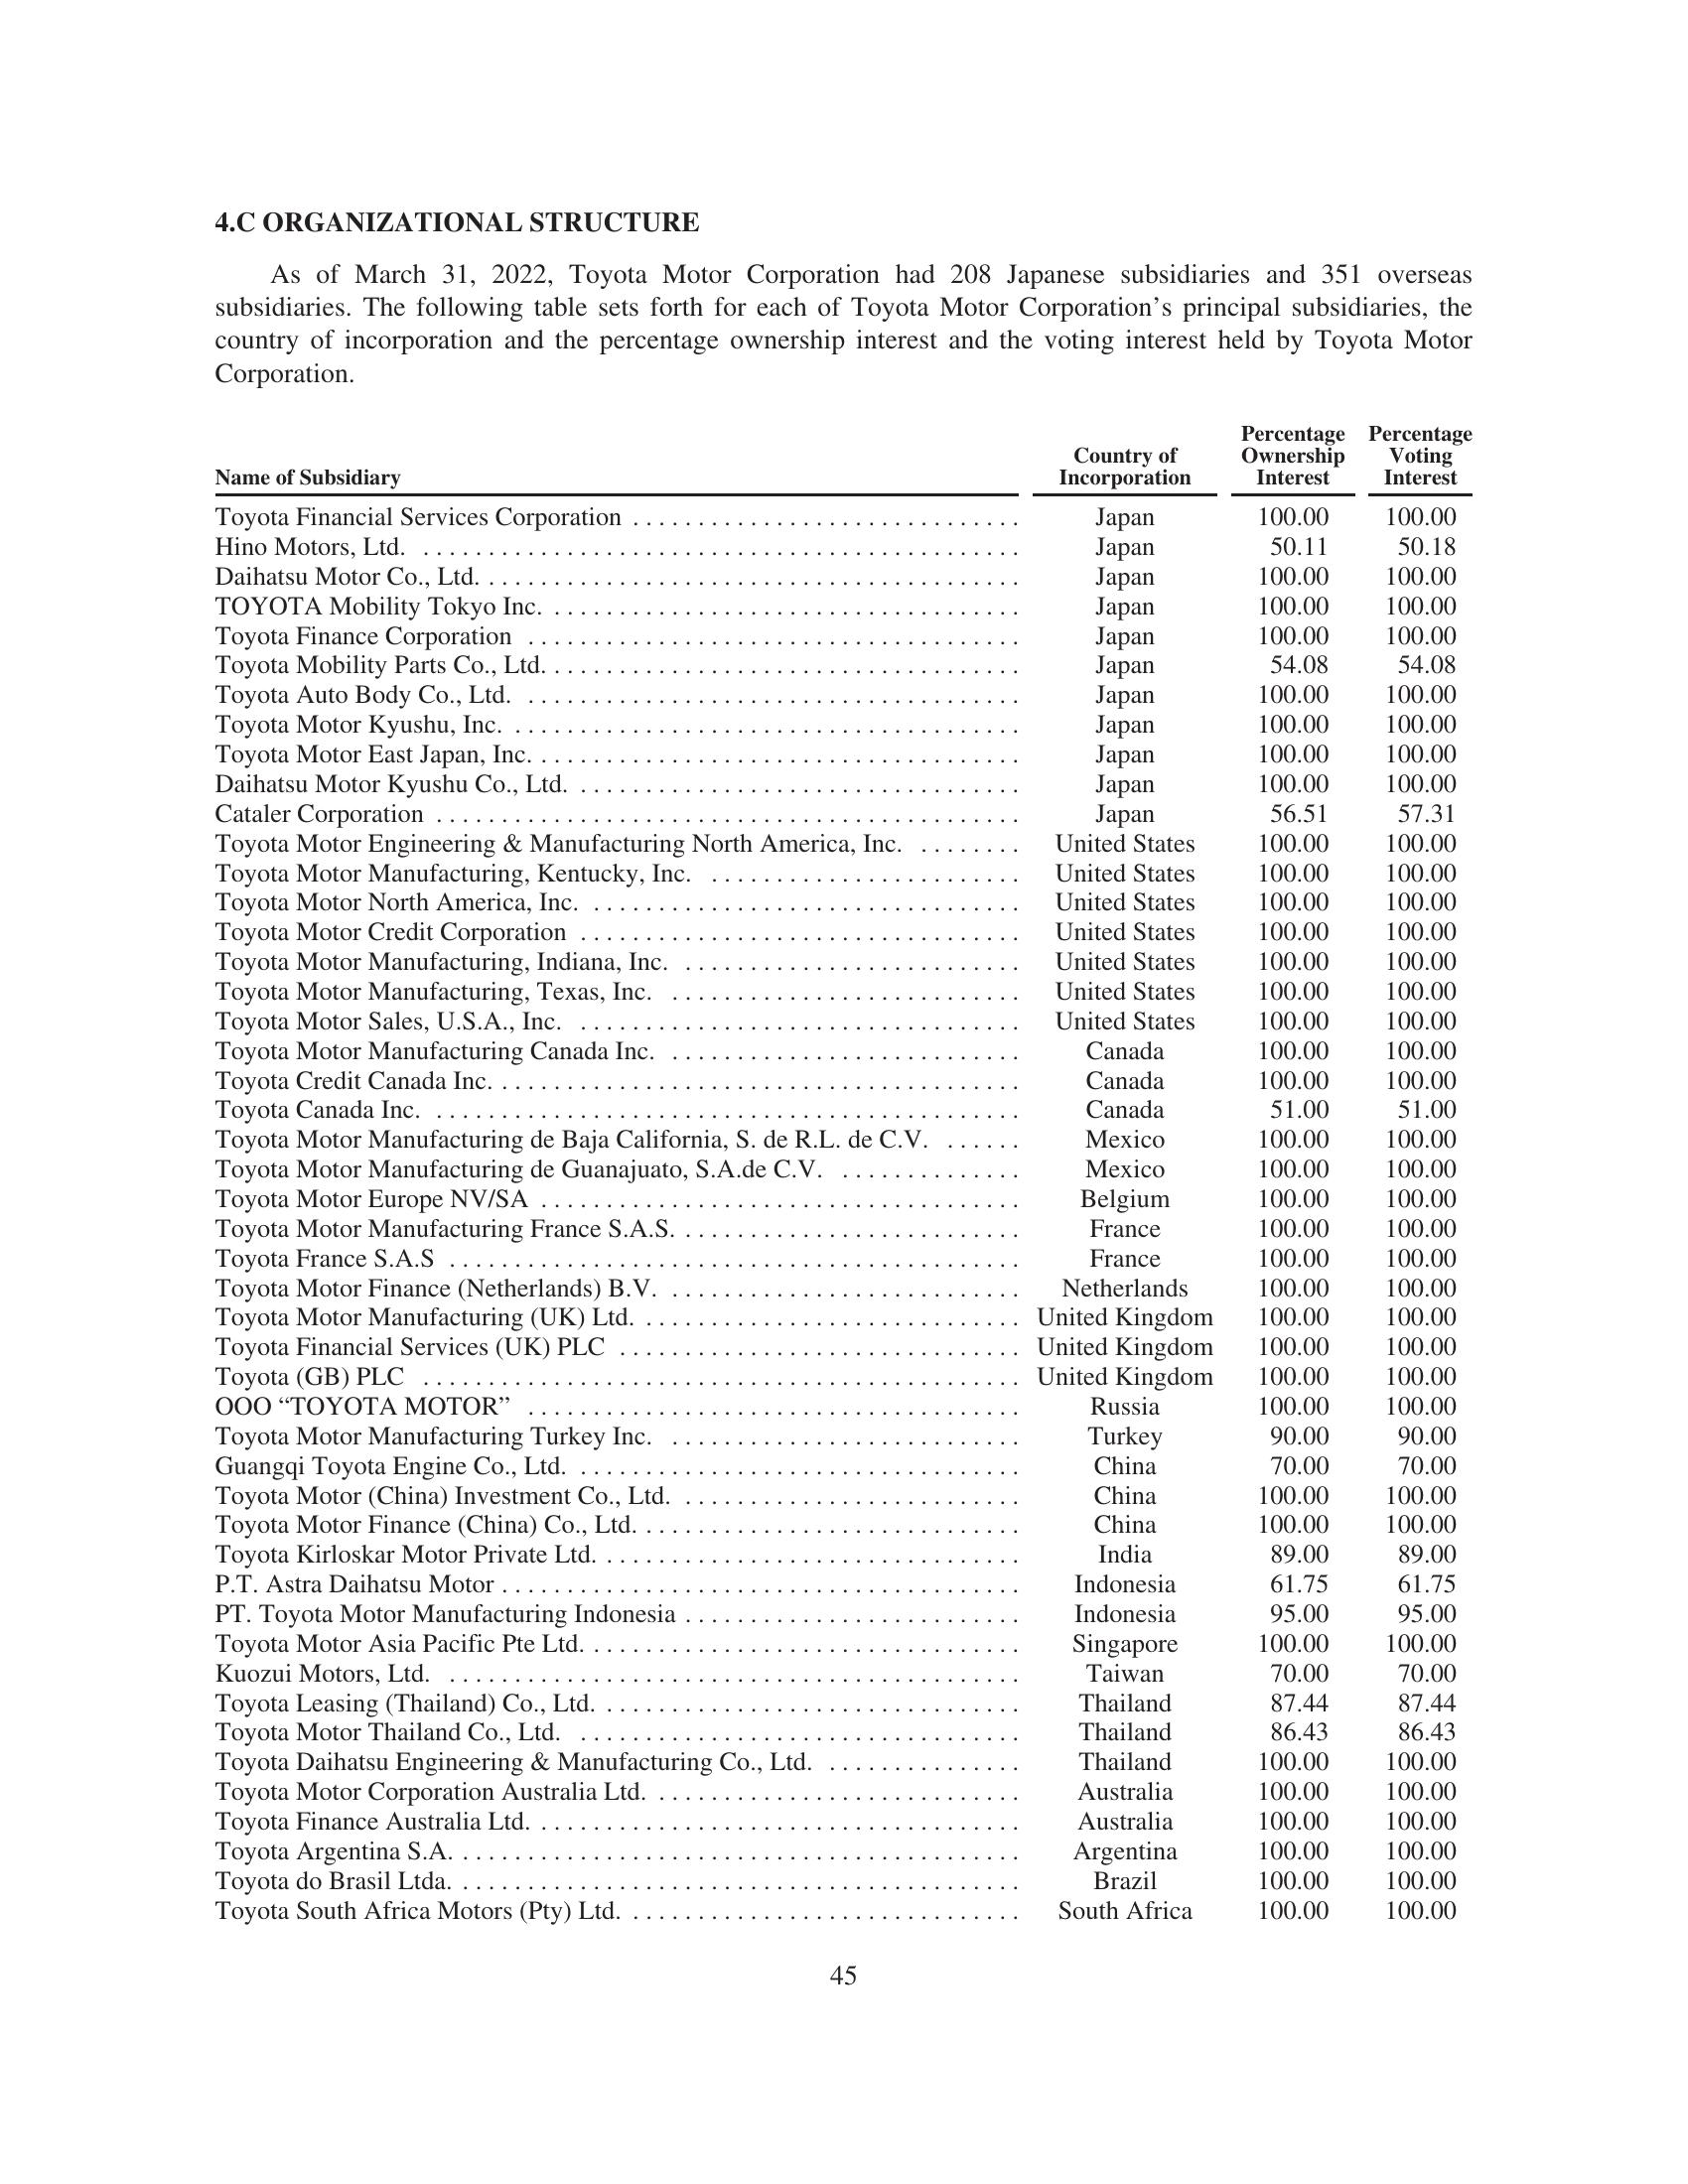 4.C ORGANIZATIONAL STRUCTURE
As of March 31, 2022, Toyota Motor Corporation had 208 Japanese subsidiaries and 351 overseas
subsidiaries. The following table sets forth for each of Toyota Motor Corporation’s principal subsidiaries, the
country of incorporation and the percentage ownership interest and the voting interest held by Toyota Motor
Corporation.
Name of Subsidiary Country of Incorporation Percentage Ownership Interest Percentage Voting Interest
Toyota Financial Services Corporation . . . . . . . . . . . . . . . . . . . . . . . . . . . . . . Japan 100.00 100.00
Hino Motors, Ltd. . . . . . . . . . . . . . . . . . . . . . . . . . . . . . . Japan 50.11 50.18
Daihatsu Motor Co., Ltd. . . . . . . . . . . . . . . . . . . . . . . . . . . . . . Japan 100.00 100.00
TOYOTA Mobility Tokyo Inc. . . . . . . . . . . . . . . . . . . . . . . . . . . . . . Japan 100.00 100.00
Toyota Finance Corporation . . . . . . . . . . . . . . . . . . . . . . . . . . . . . . Japan 100.00 100.00
Toyota Mobility Parts Co., Ltd. . . . . . . . . . . . . . . . . . . . . . . . . . . . . . Japan 54.08 54.08
Toyota Auto Body Co., Ltd. . . . . . . . . . . . . . . . . . . . . . . . . . . . . . Japan 100.00 100.00
Toyota Motor Kyushu, Inc. . . . . . . . . . . . . . . . . . . . . . . . . . . . . . Japan 100.00 100.00
Toyota Motor East Japan, Inc. . . . . . . . . . . . . . . . . . . . . . . . . . . . . . Japan 100.00 100.00
Daihatsu Motor Kyushu Co., Ltd. . . . . . . . . . . . . . . . . . . . . . . . . . . . . . Japan 100.00 100.00
Cataler Corporation . . . . . . . . . . . . . . . . . . . . . . . . . . . . . . Japan 56.51 57.31
Toyota Motor Engineering & Manufacturing North America, Inc. . . . . . . . . United States 100.00 100.00
Toyota Motor Manufacturing, Kentucky, Inc. . . . . . . . . . . . . . . . . . . . . . . . . United States 100.00 100.00
Toyota Motor North America, Inc. . . . . . . . . . . . . . . . . . . . . . . . . . . . . . United States 100.00 100.00
Toyota Motor Credit Corporation . . . . . . . . . . . . . . . . . . . . . . . . . . . . . . United States 100.00 100.00
Toyota Motor Manufacturing, Indiana, Inc. . . . . . . . . . . . . . . . . . . . . . . . . . . United States 100.00 100.00
Toyota Motor Manufacturing, Texas, Inc. . . . . . . . . . . . . . . . . . . . . . . . . . . . United States 100.00 100.00
Toyota Motor Sales, U.S.A., Inc. . . . . . . . . . . . . . . . . . . . . . . . . . . . . . United States 100.00 100.00
Toyota Motor Manufacturing Canada Inc. . . . . . . . . . . . . . . . . . . . . . . . . . . . Canada 100.00 100.00
Toyota Credit Canada Inc. . . . . . . . . . . . . . . . . . . . . . . . . . . . . . Canada 100.00 100.00
Toyota Canada Inc. . . . . . . . . . . . . . . . . . . . . . . . . . . . . . Canada 51.00 51.00
Toyota Motor Manufacturing de Baja California, S. de R.L. de C.V. . . . . . . Mexico 100.00 100.00
Toyota Motor Manufacturing de Guanajuato, S.A.de C.V. . . . . . . . . . . . . . . Mexico 100.00 100.00
Toyota Motor Europe NV/SA . . . . . . . . . . . . . . . . . . . . . . . . . . . . . . Belgium 100.00 100.00
Toyota Motor Manufacturing France S.A.S. . . . . . . . . . . . . . . . . . . . . . . . . . . France 100.00 100.00
Toyota France S.A.S . . . . . . . . . . . . . . . . . . . . . . . . . . . . . . France 100.00 100.00
Toyota Motor Finance (Netherlands) B.V. . . . . . . . . . . . . . . . . . . . . . . . . . . . Netherlands 100.00 100.00
Toyota Motor Manufacturing (UK) Ltd. . . . . . . . . . . . . . . . . . . . . . . . . . . . . . United Kingdom 100.00 100.00
Toyota Financial Services (UK) PLC . . . . . . . . . . . . . . . . . . . . . . . . . . . . . . United Kingdom 100.00 100.00
Toyota (GB) PLC . . . . . . . . . . . . . . . . . . . . . . . . . . . . . . United Kingdom 100.00 100.00
OOO “TOYOTA MOTOR” . . . . . . . . . . . . . . . . . . . . . . . . . . . . . . Russia 100.00 100.00
Toyota Motor Manufacturing Turkey Inc. . . . . . . . . . . . . . . . . . . . . . . . . . . . Turkey 90.00 90.00
Guangqi Toyota Engine Co., Ltd. . . . . . . . . . . . . . . . . . . . . . . . . . . . . . China 70.00 70.00
Toyota Motor (China) Investment Co., Ltd. . . . . . . . . . . . . . . . . . . . . . . . . . . China 100.00 100.00
Toyota Motor Finance (China) Co., Ltd. . . . . . . . . . . . . . . . . . . . . . . . . . . . . . China 100.00 100.00
Toyota Kirloskar Motor Private Ltd. . . . . . . . . . . . . . . . . . . . . . . . . . . . . . India 89.00 89.00
P.T. Astra Daihatsu Motor . . . . . . . . . . . . . . . . . . . . . . . . . . . . . . Indonesia 61.75 61.75
PT. Toyota Motor Manufacturing Indonesia . . . . . . . . . . . . . . . . . . . . . . . . . . Indonesia 95.00 95.00
Toyota Motor Asia Pacific Pte Ltd. . . . . . . . . . . . . . . . . . . . . . . . . . . . . . Singapore 100.00 100.00
Kuozui Motors, Ltd. . . . . . . . . . . . . . . . . . . . . . . . . . . . . . Taiwan 70.00 70.00
Toyota Leasing (Thailand) Co., Ltd. . . . . . . . . . . . . . . . . . . . . . . . . . . . . . Thailand 87.44 87.44
Toyota Motor Thailand Co., Ltd. . . . . . . . . . . . . . . . . . . . . . . . . . . . . . Thailand 86.43 86.43
Toyota Daihatsu Engineering & Manufacturing Co., Ltd. . . . . . . . . . . . . . . . Thailand 100.00 100.00
Toyota Motor Corporation Australia Ltd. . . . . . . . . . . . . . . . . . . . . . . . . . . . . Australia 100.00 100.00
Toyota Finance Australia Ltd. . . . . . . . . . . . . . . . . . . . . . . . . . . . . . Australia 100.00 100.00
Toyota Argentina S.A. . . . . . . . . . . . . . . . . . . . . . . . . . . . . . Argentina 100.00 100.00
Toyota do Brasil Ltda. . . . . . . . . . . . . . . . . . . . . . . . . . . . . . Brazil 100.00 100.00
Toyota South Africa Motors (Pty) Ltd. . . . . . . . . . . . . . . . . . . . . . . . . . . . . . South Africa 100.00 100.00
45